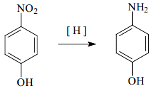 NO₂
NH₂
[ H ]
OH
OH